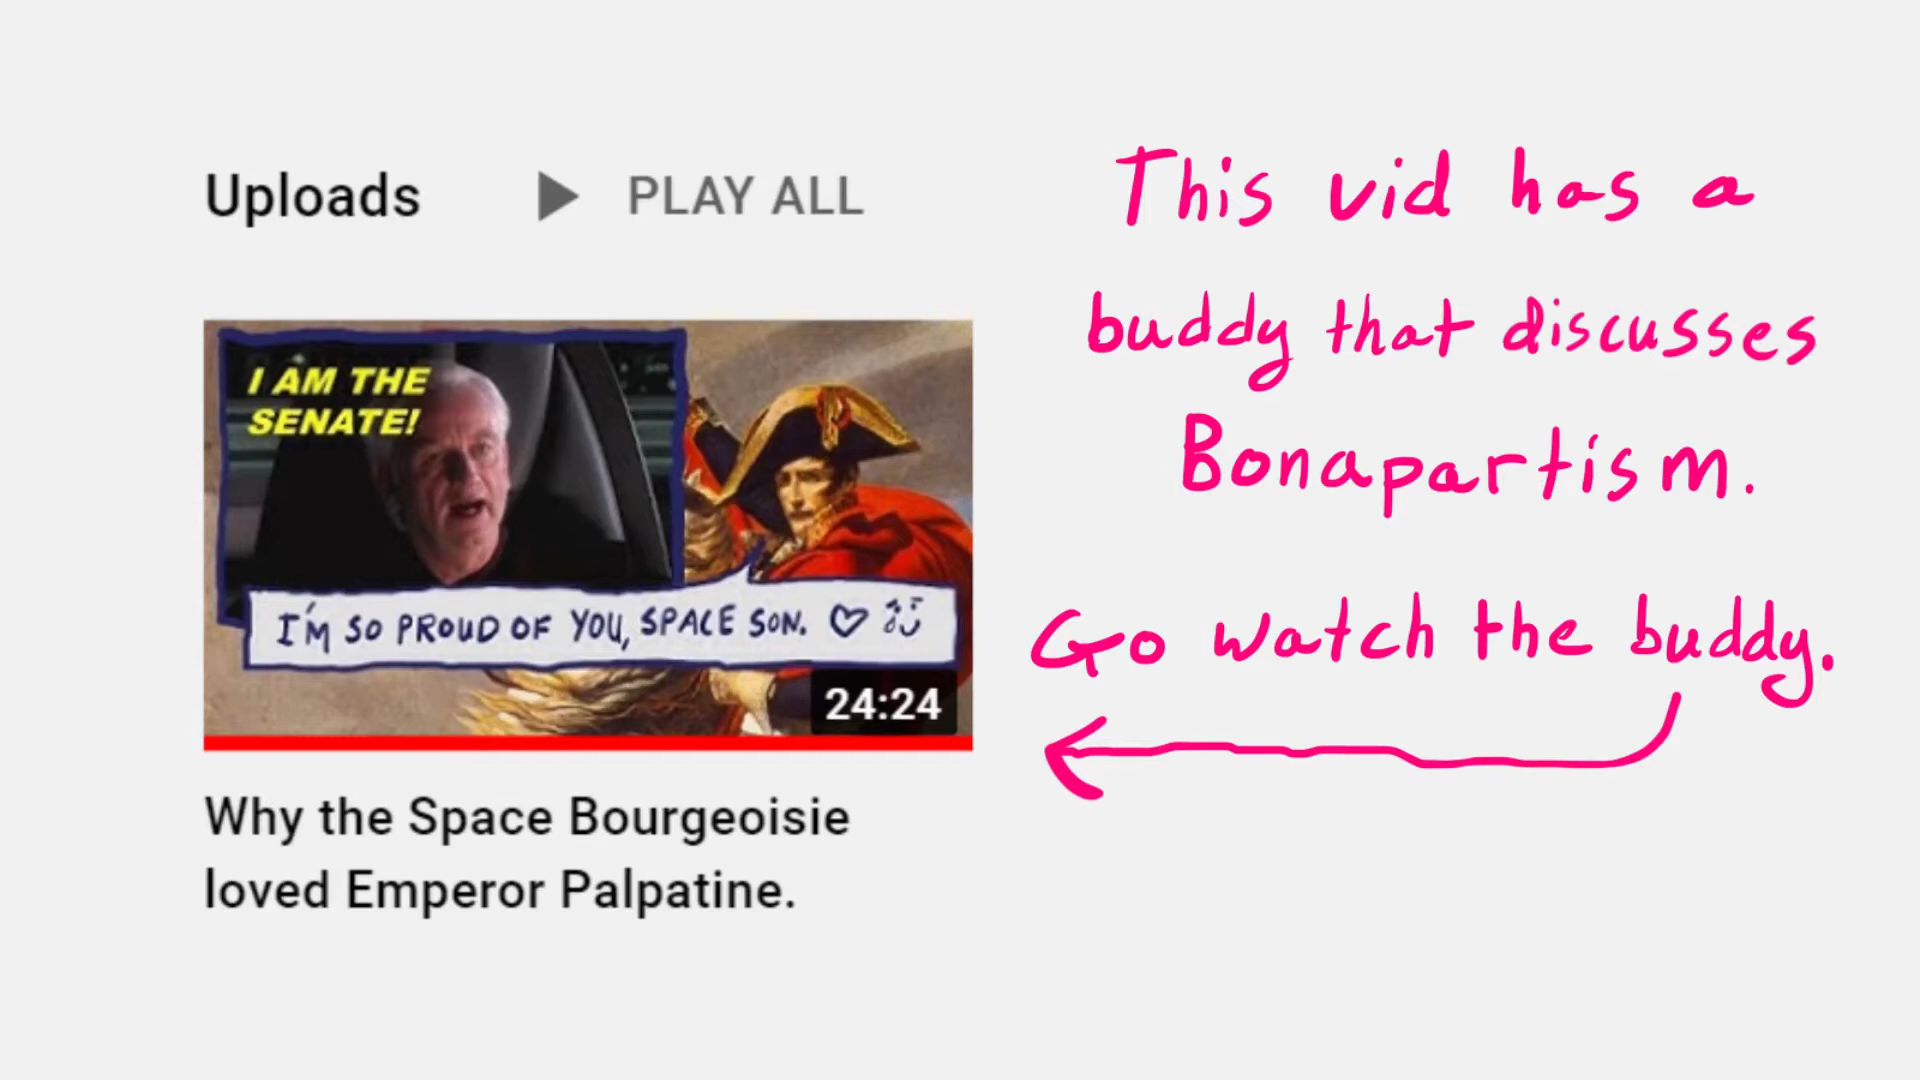 Uploads
PLAY ALL
I AM THE
SENATE!
I'M SO PROUD OF YOU, SPACE SON. ♡
24:24
Why the Space Bourgeoisie
loved Emperor Palpatine.
This vid has a
buddy that discusses
Bonapartism.
Go watch the buddy.